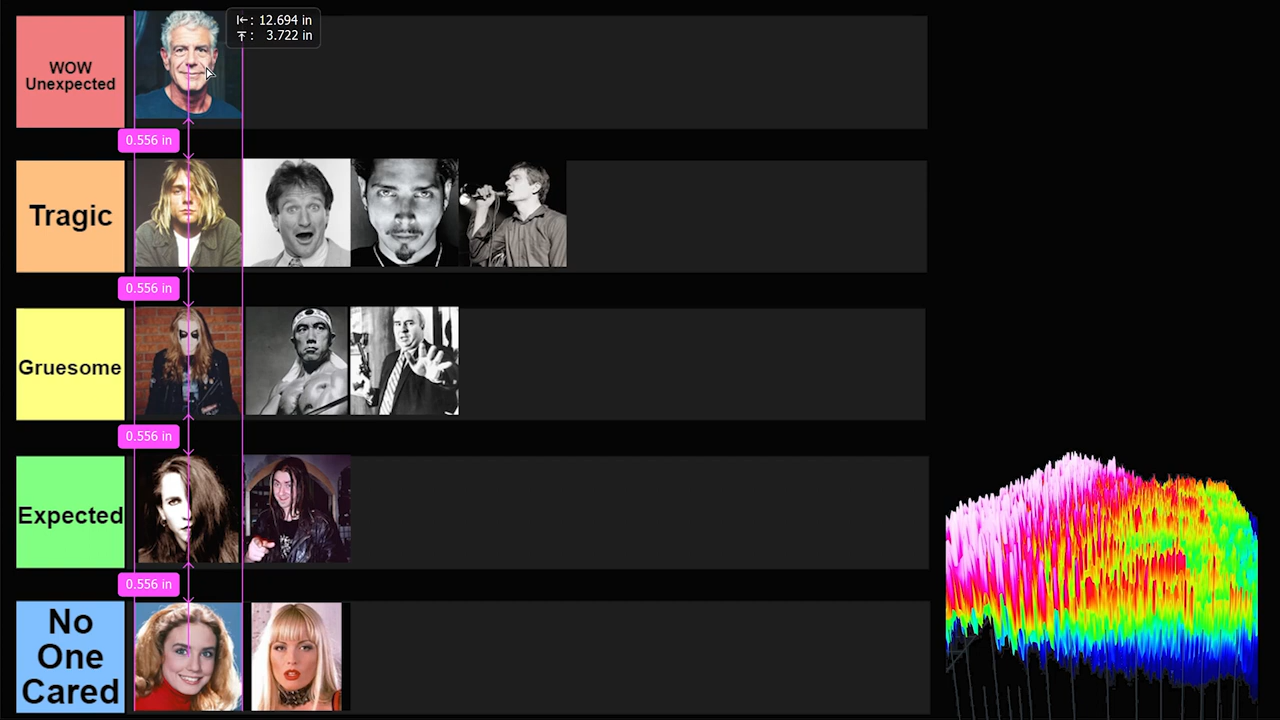 WOW
Unexpected
: 12.694 in
: 3.722 in
0.556 in
Tragic
0.556 in
Gruesome
0.556 in
Expected
0.556 in
No
One
Cared